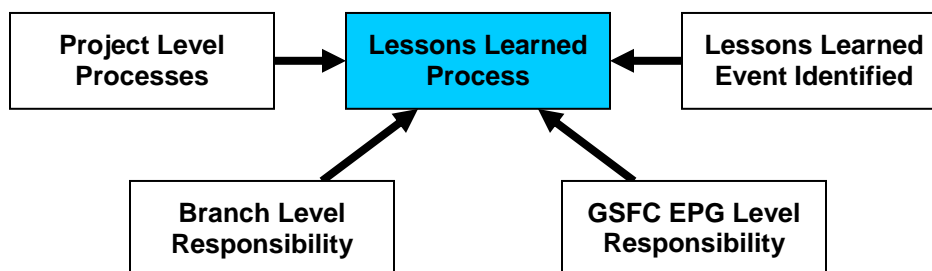 Project Level
Processes
Lessons Learned
Process
Lessons Learned
Event Identified
Branch Level
Responsibility
GSFC EPG Level
Responsibility